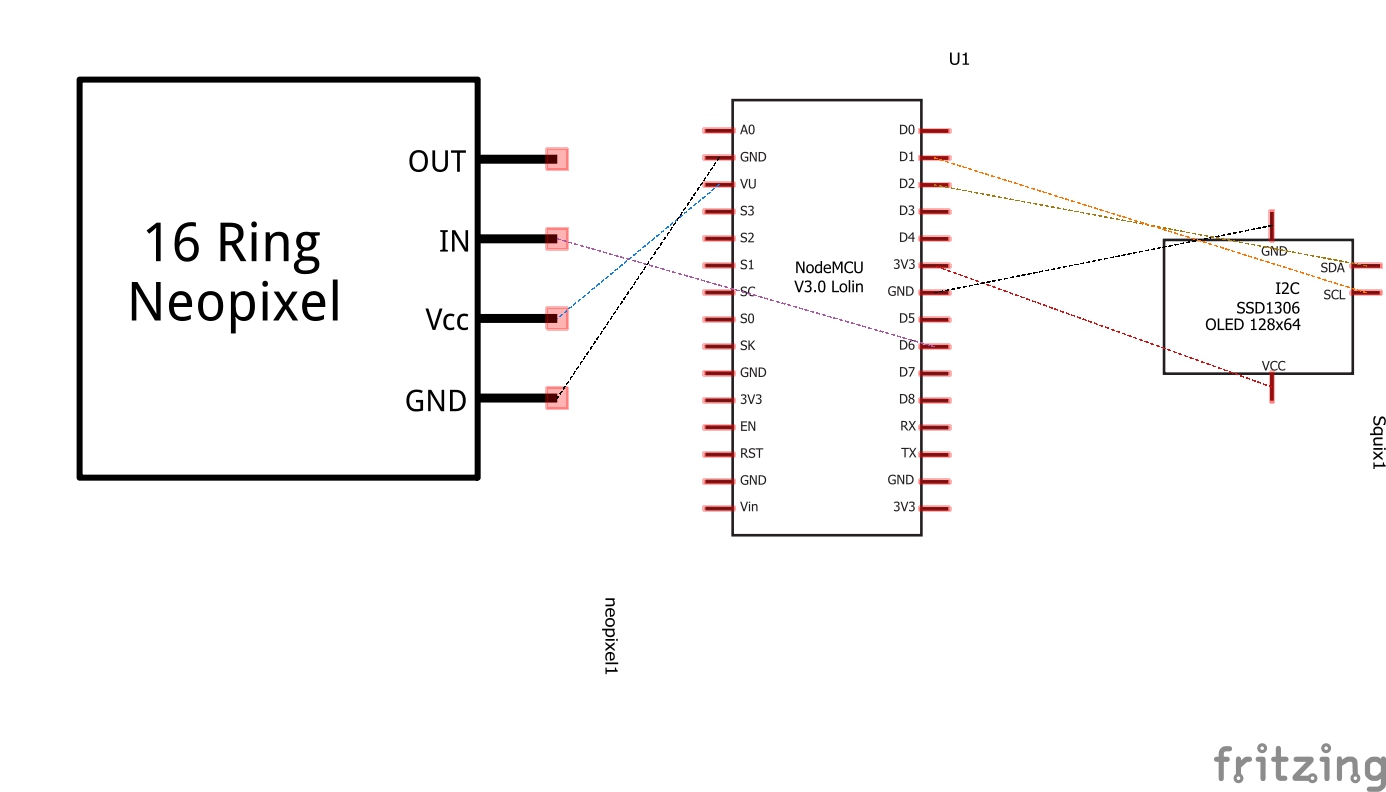 U1
OUT
IN
Vcc
GND
16 Ring
Neopixel
A0
GND
VU
S3
S2
S1
SC
S0
SK
GND
3V3
EN
RST
GND
Vin
NodeMCU
V3.0 Lolin
D0
D1
D2
D3
D4
3V3
GND
D5
D6
D7
D8
RX
TX
GND
3V3
GND
SDA
SCL
I2C
SSD1306
OLED 128x64
VCC
Squix1
neopixel1
fritzing